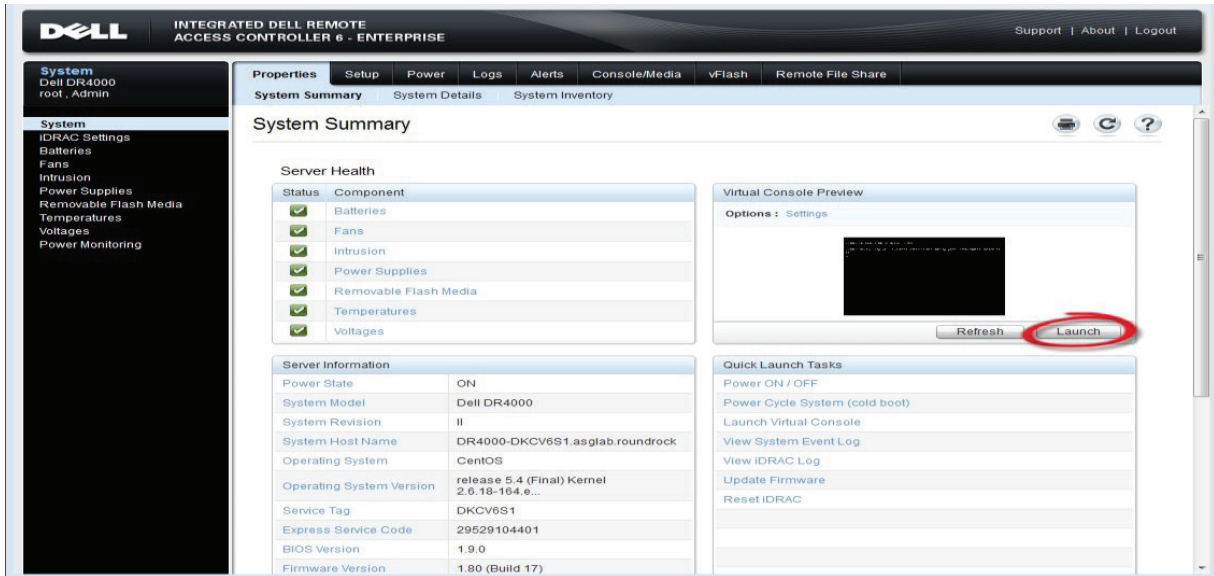 DELL
INTEGRATED DELL REMOTE
ACCESS CONTROLLER 6 - ENTERPRISE
Support | About | Logout
System
Dell DR4000
root , Admin
System
iDRAC Settings
Batteries
Fans
Intrusion
Power Supplies
Removable Flash Media
Temperatures
Voltages
Power Monitoring
Properties Setup Power Logs Alerts Console/Media vFlash Remote File Share
System Summary System Details System Inventory
System Summary
?
Server Health
Status Component
Batteries
Fans
Intrusion
Power Supplies
Removable Flash Media
Temperatures
Voltages
Virtual Console Preview
Options : Settings
Refresh Launch
Server Information
Power State ON
System Model Dell DR4000
System Revision II
System Host Name DR4000-DKCV6S1.asglab.roundrock
Operating System CentOS
Operating System Version release 5.4 (Final) Kernel
2.6.18-164.e...
Service Tag DKCV6S1
Express Service Code 29529104401
BIOS Version 1.9.0
Firmware Version 1.80 (Build 17)
Quick Launch Tasks
Power ON / OFF
Power Cycle System (cold boot)
Launch Virtual Console
View System Event Log
View iDRAC Log
Update Firmware
Reset iDRAC